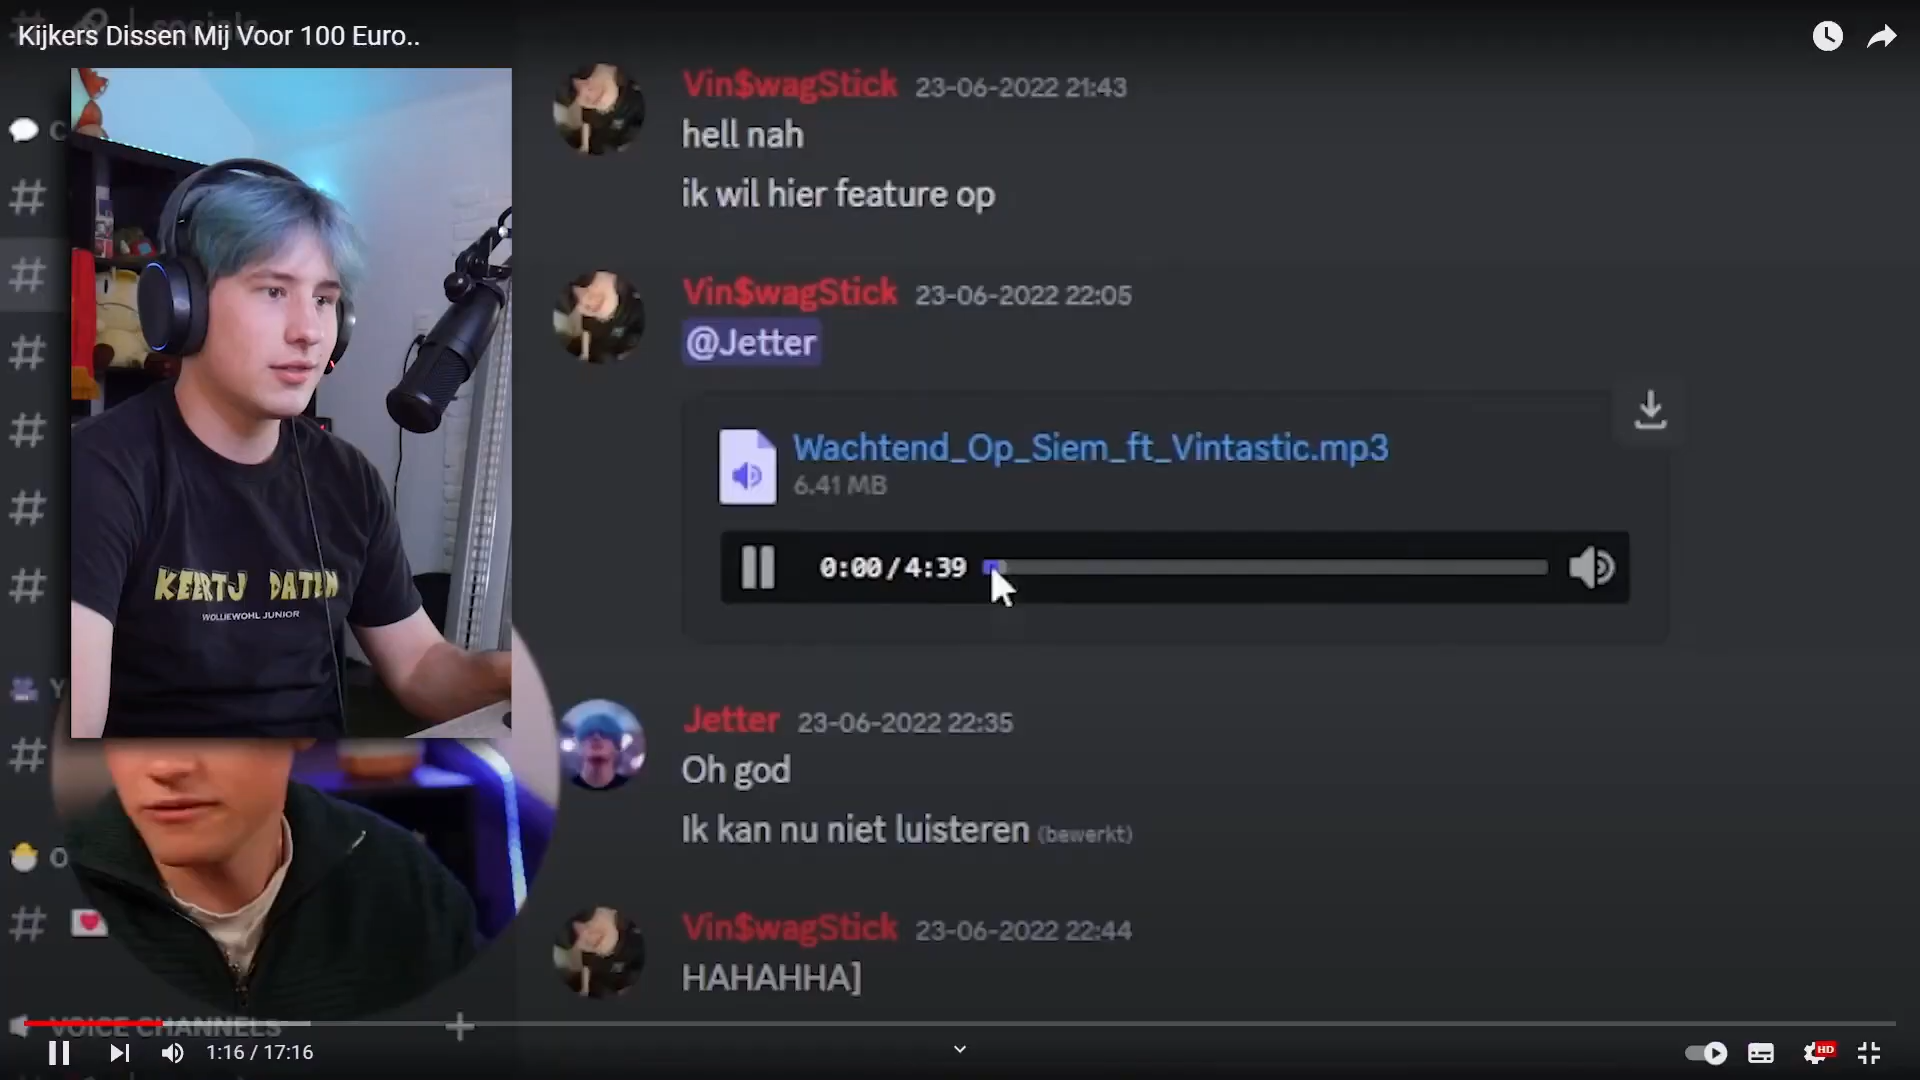 Kijkers Dissen Mij Voor 100 Euro..
Vin$wagStick 23-06-2022 21:43
hell nah
ik wil hier feature op
Vin$wagStick 23-06-2022 22:05
@Jetter
Wachtend_Op_Siem_ft_Vintastic.mp3
6.41 MB
0:00/4:39
KEERTJ DATEN
WOLLIEWOHL JUNIOR
Jetter 23-06-2022 22:35
Oh god
Ik kan nu niet luisteren (bewerkt)
Vin$wagStick 23-06-2022 22:44
HAHAHHA]
VOICE CHANNELS
1:16 / 17:16
HD